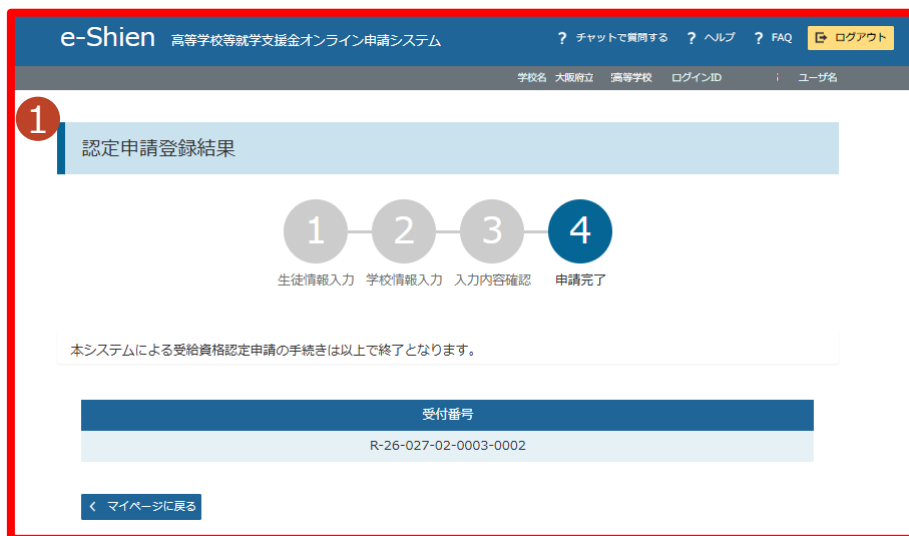 e-Shien 高等学校等就学支援金オンライン申請システム ? チャットで質問する ? ヘルプ ? FAQ ログアウト
学校名 大阪府立 高等学校 ログインID ユーザ名
1
認定申請登録結果
1 2 3 4
生徒情報入力 学校情報入力 入力内容確認 申請完了
本システムによる受給資格認定申請の手続きは以上で終了となります。
受付番号
R-26-027-02-0003-0002
マイページに戻る